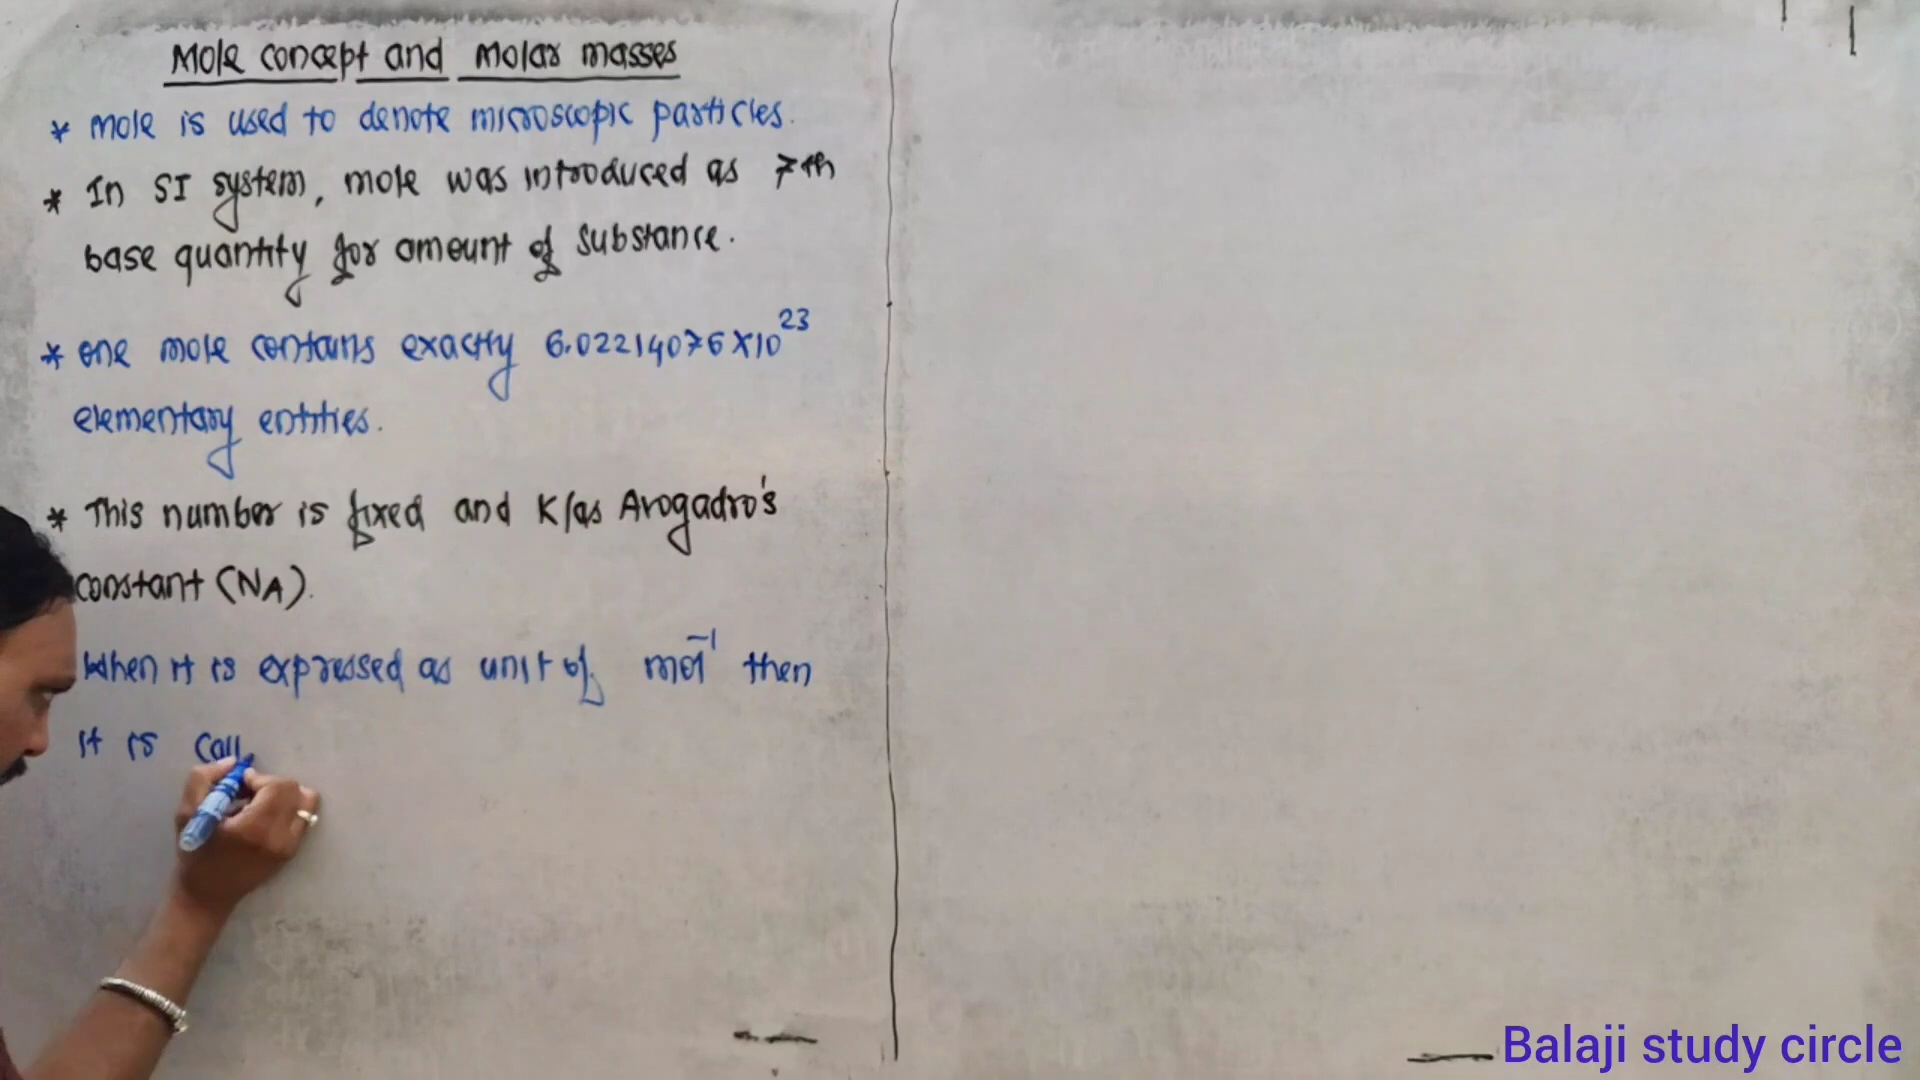 Mole concept and molar masses
* mole is used to denote microscopic particles.
* In SI system, mole was introduced as 7th
base quantity for amount of substance.
* one mole contains exactly 6.02214076×10²³
elementary entities.
* This number is fixed and K/as Avogadro's
constant (NA).
When it is expressed as unit of mol⁻¹ then
it is call
Balaji study circle